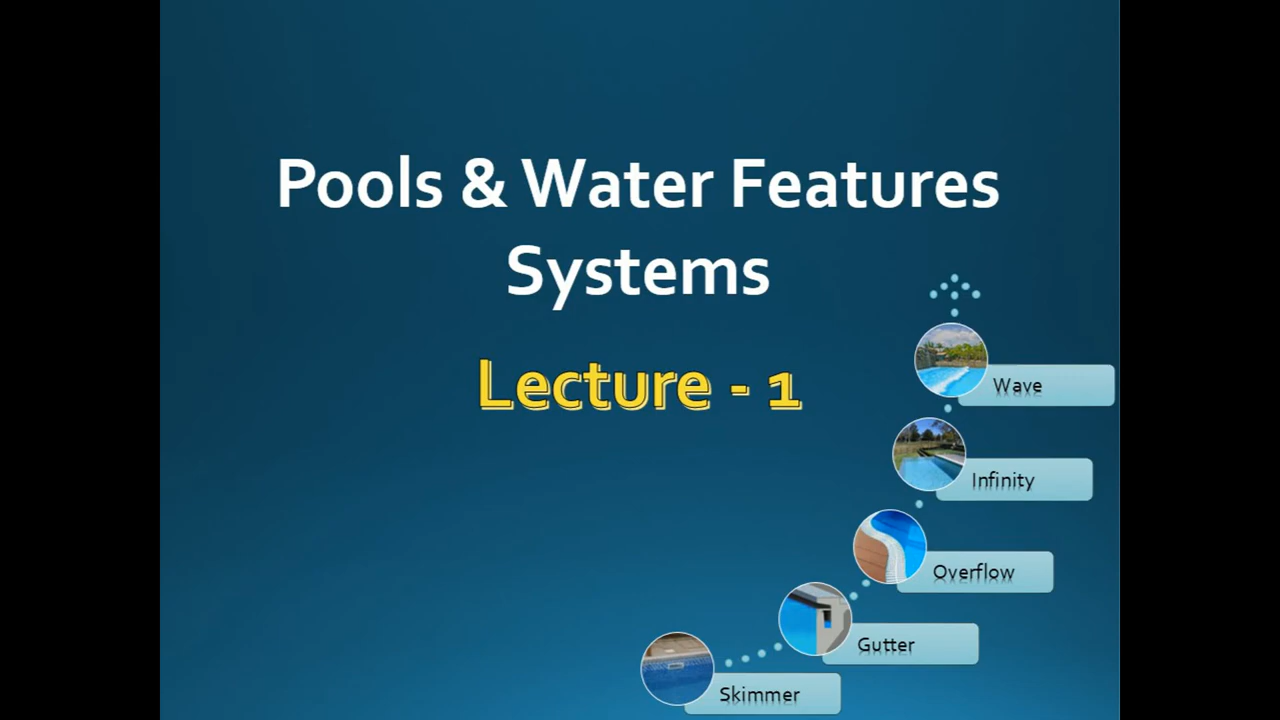 Pools & Water Features
Systems
Lecture - 1
Wave
Infinity
Overflow
Gutter
Skimmer